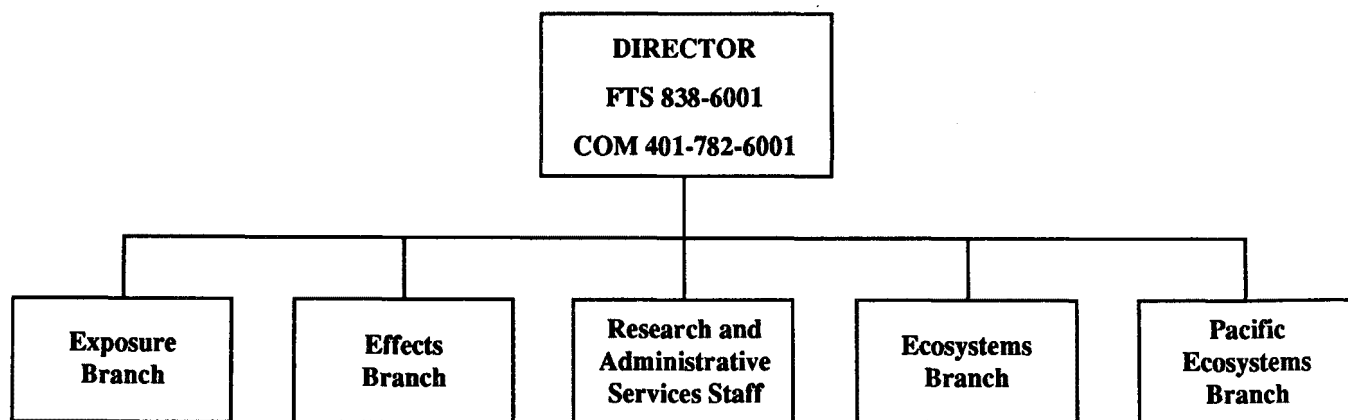 DIRECTOR
FTS 838-6001
COM 401-782-6001
Exposure
Branch
Effects
Branch
Research and
Administrative
Services Staff
Ecosystems
Branch
Pacific
Ecosystems
Branch